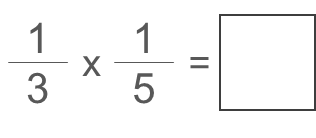 1/3 x 1/5 =